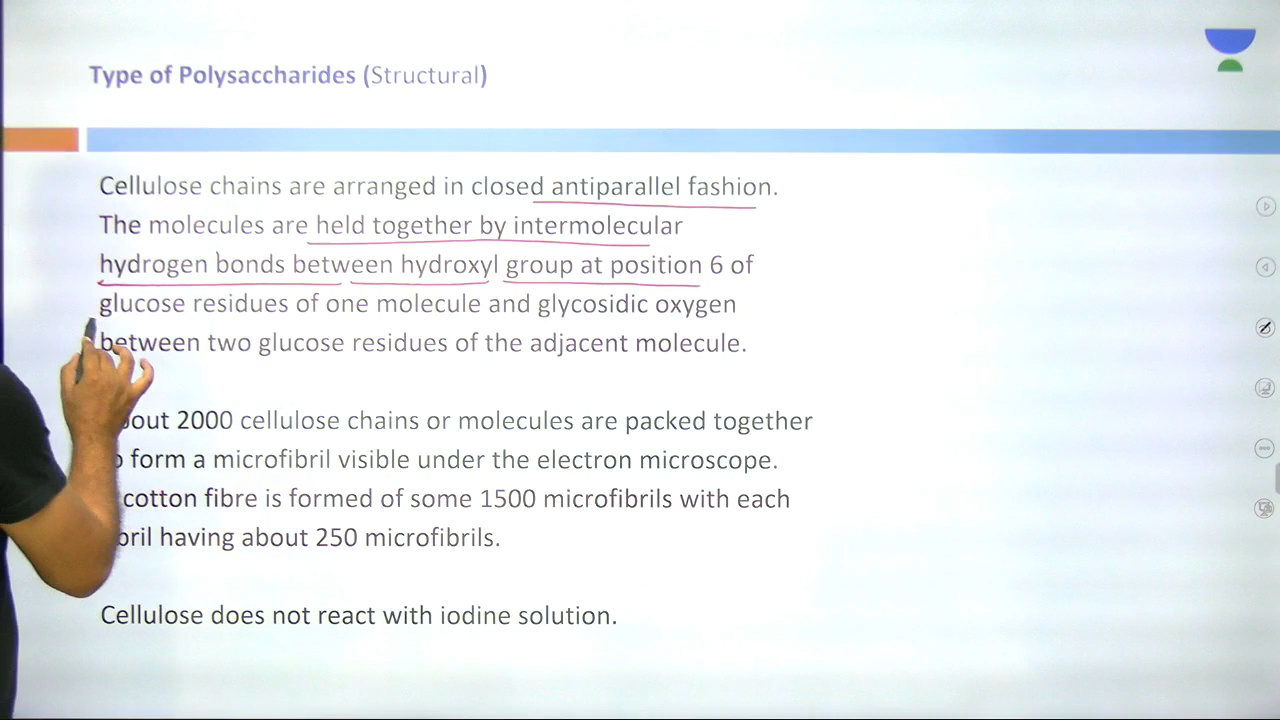 Type of Polysaccharides (Structural)
Cellulose chains are arranged in closed antiparallel fashion.
The molecules are held together by intermolecular
hydrogen bonds between hydroxyl group at position 6 of
glucose residues of one molecule and glycosidic oxygen
between two glucose residues of the adjacent molecule.
2000 cellulose chains or molecules are packed together
form a microfibril visible under the electron microscope.
cotton fibre is formed of some 1500 microfibrils with each
having about 250 microfibrils.
Cellulose does not react with iodine solution.